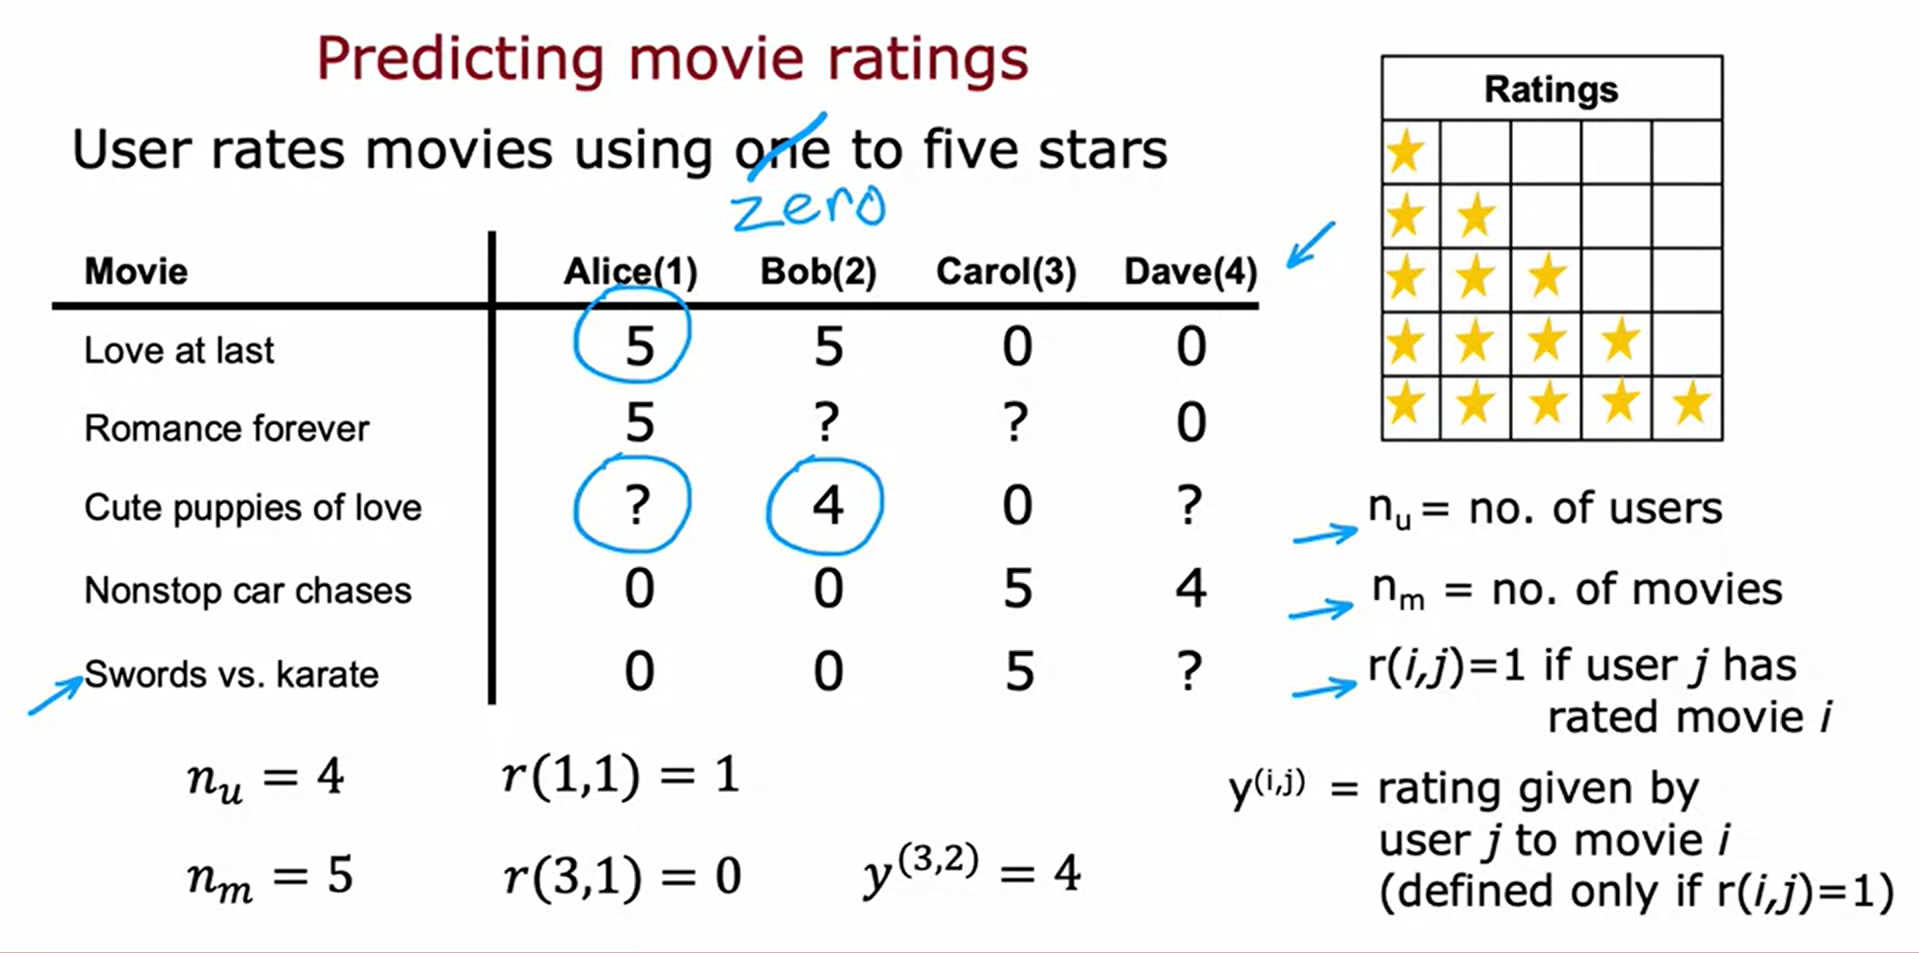 Predicting movie ratings
User rates movies using one to five stars
zero
Movie Alice(1) Bob(2) Carol(3) Dave(4)
Love at last 5 5 0 0
Romance forever 5 ? ? 0
Cute puppies of love ? 4 0 ?
Nonstop car chases 0 0 5 4
Swords vs. karate 0 0 5 ?
Ratings
n_u = no. of users
n_m = no. of movies
r(i,j)=1 if user j has
rated movie i
y^(i,j) = rating given by
user j to movie i
(defined only if r(i,j)=1)
n_u = 4 r(1,1) = 1
n_m = 5 r(3,1) = 0 y^(3,2) = 4